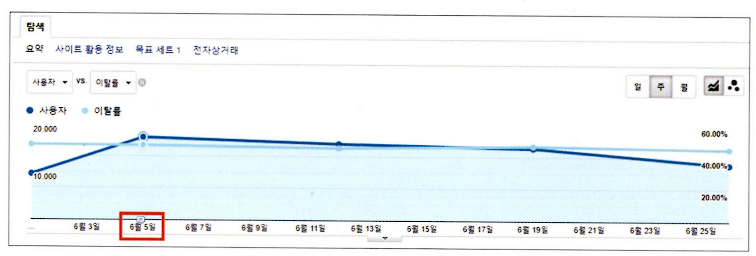 탐색
요약 사이트 활용 정보 목표 세트 1 전자상거래
사용자 vs. 이탈률 일 주 월
사용자 이탈률
20,000 60.00%
40.00%
10,000
20.00%
... 6월 3일 6월 5일 6월 7일 6월 9일 6월 11일 6월 13일 6월 15일 6월 17일 6월 19일 6월 21일 6월 23일 6월 25일